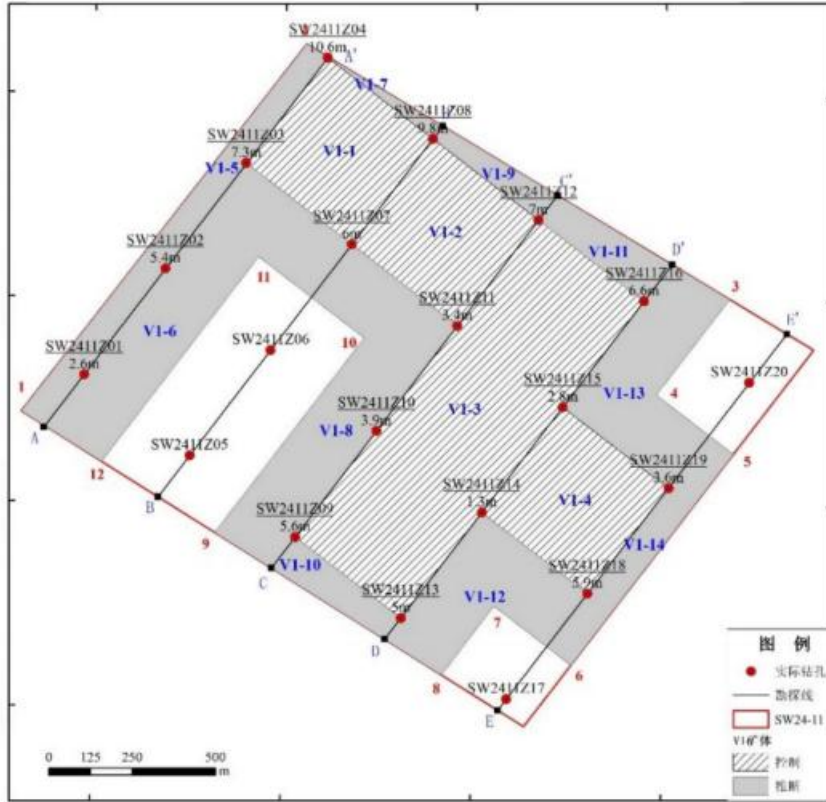 SW2411Z04
2
10.6m
A'
V1-7
SW2411Z08
9.8m
SW2411Z03
7.3m
V1-5
V1-1
V1-9
SW2411Z12
7m
C'
SW2411Z07
6m
V1-2
V1-11
D'
SW2411Z02
5.4m
SW2411Z16
6.6m
3
11
SW2411Z11
3.4m
E'
V1-6
10
SW2411Z06
SW2411Z20
SW2411Z01
2.6m
SW2411Z15
2.8m
V1-13
4
1
V1-3
A
SW2411Z10
3.9m
V1-8
SW2411Z05
12
SW2411Z19
3.6m
5
B
SW2411Z14
1.3m
V1-4
SW2411Z09
5.6m
9
V1-14
V1-10
C
SW2411Z18
5.9m
SW2411Z13
5m
V1-12
7
D
8
6
SW2411Z17
E
图 例
实际钻孔
勘探线
SW24-11
V1矿体
控制
推断
0 125 250 500
m